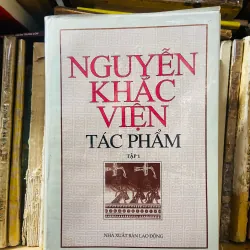 NGUYỄN
KHẮC
VIỆN
TÁC PHẨM
TẬP 1
NHÀ XUẤT BẢN LAO ĐỘNG